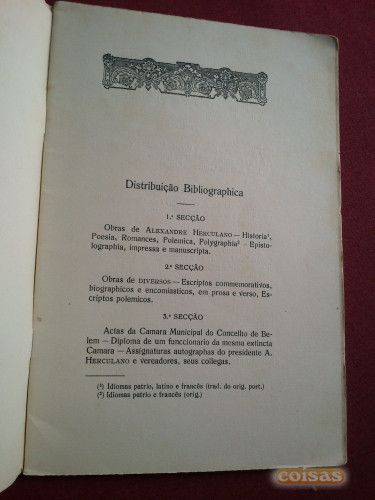 Distribuição Bibliographica
1.ª SECÇÃO
Obras de ALEXANDRE HERCULANO — Historia¹,
Poesia, Romances, Polemica, Polygraphia² — Episto-
lographia, impressa e manuscripta.
2.ª SECÇÃO
Obras de DIVERSOS — Escriptos commemorativos,
biographicos e encomiasticos, em prosa e verso, Es-
criptos polemicos.
3.ª SECÇÃO
Actas da Camara Municipal do Concelho de Be-
lem — Diploma de um funccionario da mesma extincta
Camara — Assignaturas autographas do presidente A.
HERCULANO e vereadores, seus collegas.
(¹) Idiomas patrio, latino e francês (trad. do orig. port.)
(²) Idiomas patrio e francês (orig.)
coisas